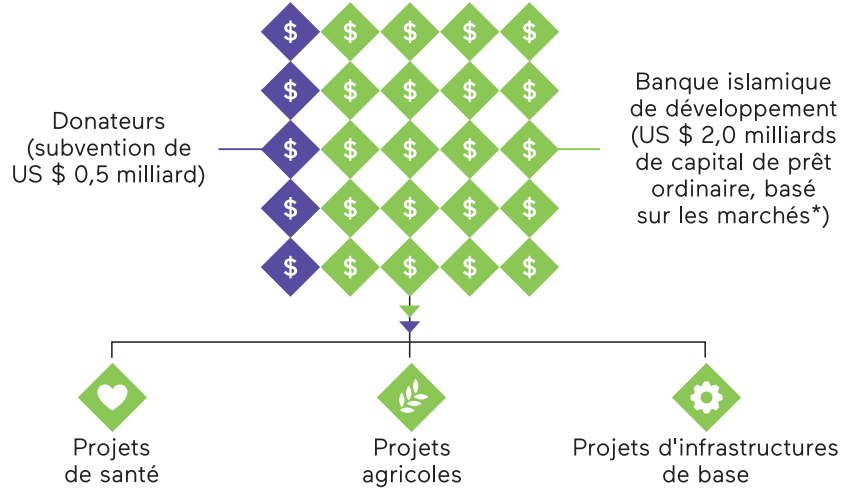 $ $ $ $ $
$ $ $ $ $
$ $ $ $ $
$ $ $ $ $
$ $ $ $ $
Donateurs
(subvention de
US $ 0,5 milliard)
Banque islamique
de développement
(US $ 2,0 milliards
de capital de prêt
ordinaire, basé
sur les marchés*)
Projets
de santé
Projets
agricoles
Projets d'infrastructures
de base